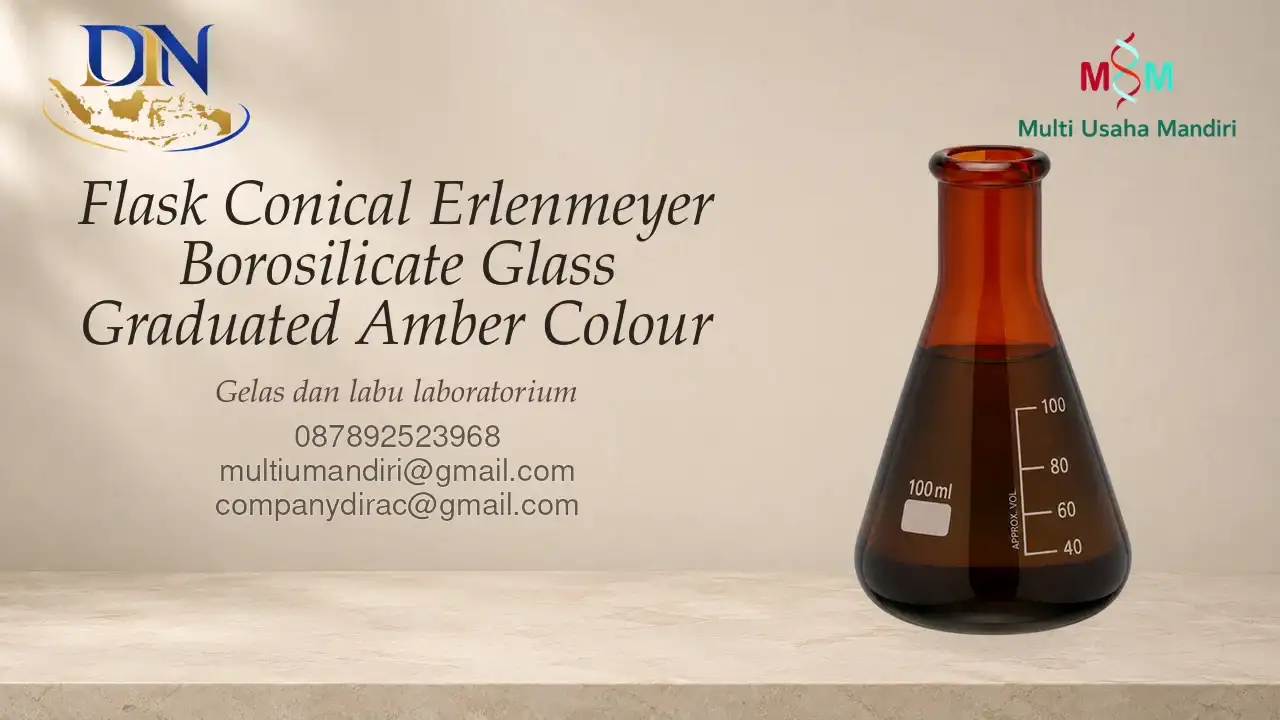 DIN
MSM
Multi Usaha Mandiri
Flask Conical Erlenmeyer
Borosilicate Glass
Graduated Amber Colour
Gelas dan labu laboratorium
087892523968
multiumandiri@gmail.com
companydirac@gmail.com
100
80
100ml
60
APPROX. VOL
40